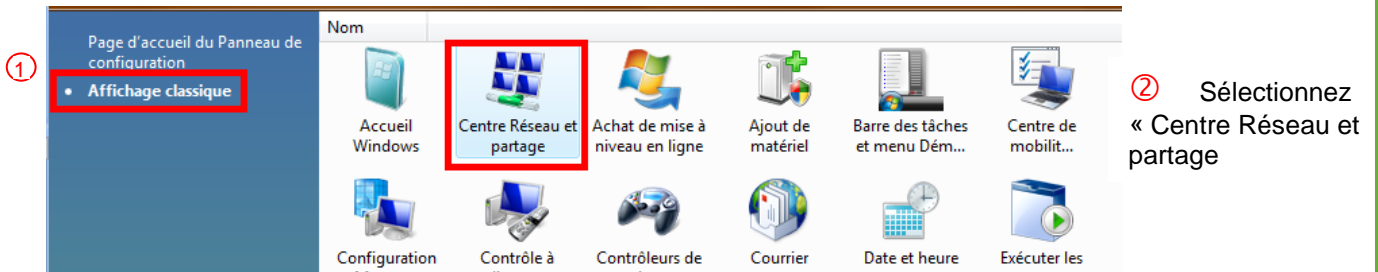 Nom
Page d'accueil du Panneau de
configuration
1
• Affichage classique
Accueil
Windows
Centre Réseau et
partage
Achat de mise à
niveau en ligne
Ajout de
matériel
Barre des tâches
et menu Dém...
Centre de
mobilit...
Configuration
Contrôle à
Contrôleurs de
Courrier
Date et heure
Exécuter les
2 Sélectionnez
« Centre Réseau et
partage